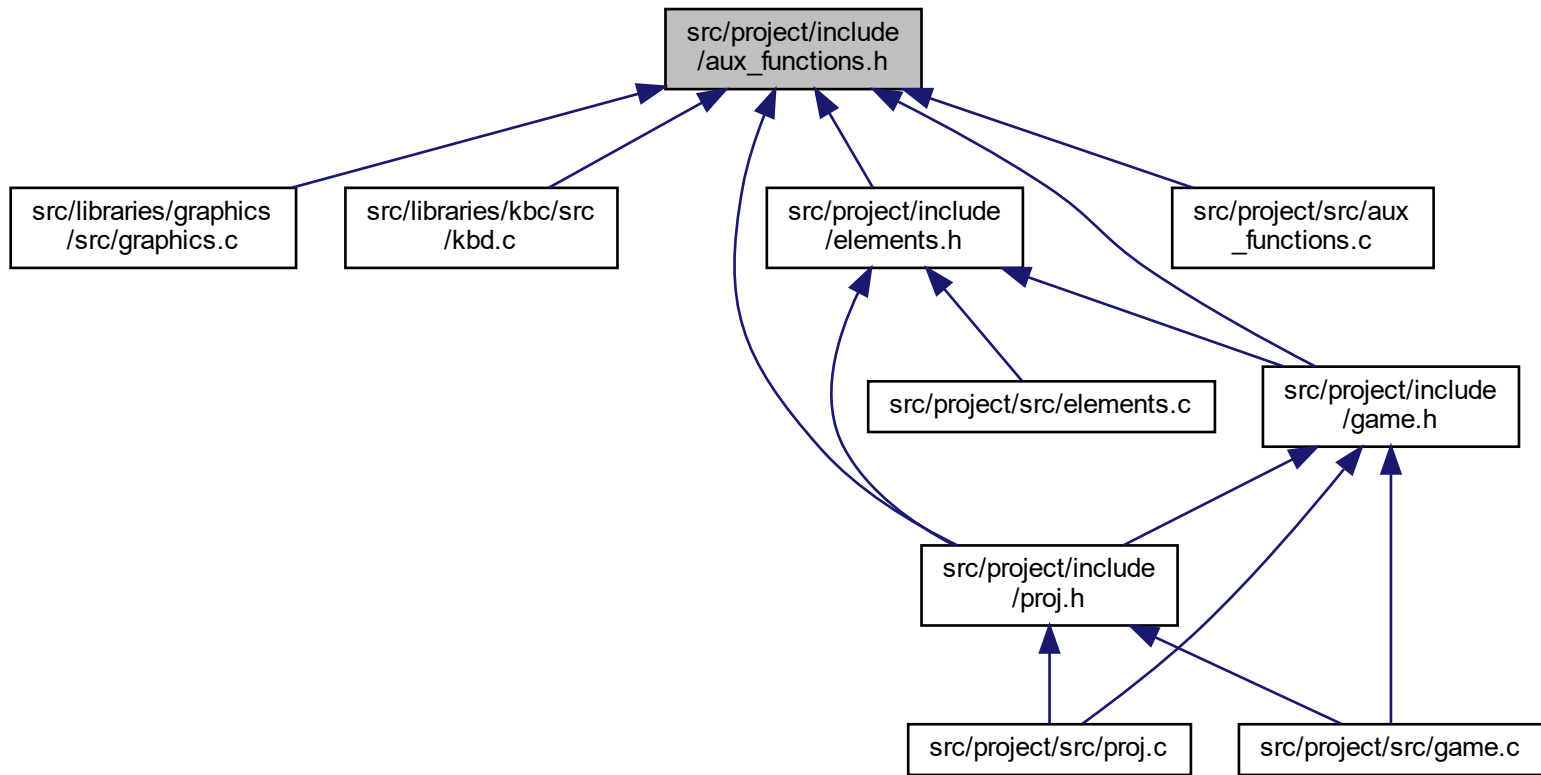 src/project/include
/aux_functions.h
src/libraries/graphics
/src/graphics.c
src/libraries/kbc/src
/kbd.c
src/project/include
/elements.h
src/project/src/aux
_functions.c
src/project/src/elements.c
src/project/include
/game.h
src/project/include
/proj.h
src/project/src/proj.c
src/project/src/game.c